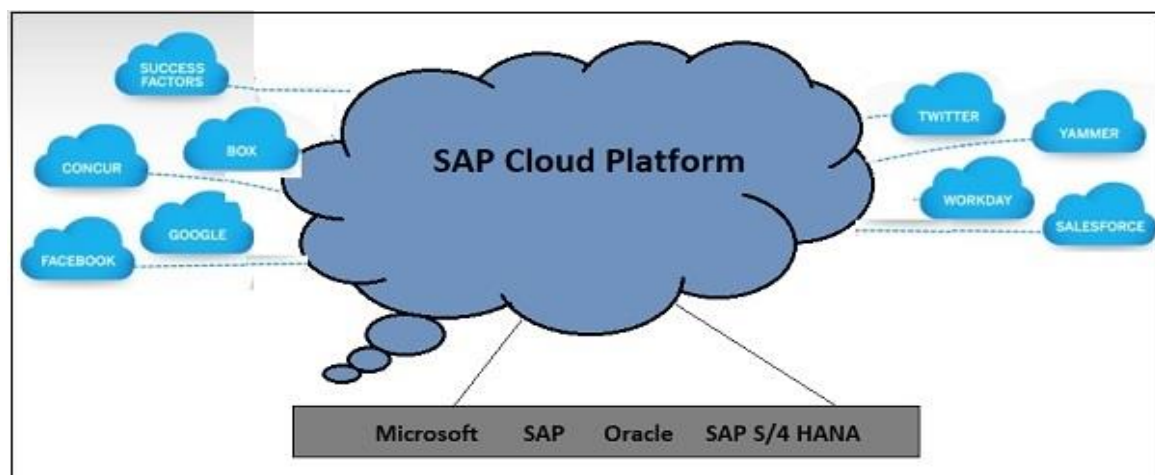 SUCCESS
FACTORS
BOX
CONCUR
GOOGLE
FACEBOOK
SAP Cloud Platform
TWITTER
YAMMER
WORKDAY
SALESFORCE
Microsoft SAP Oracle SAP S/4 HANA